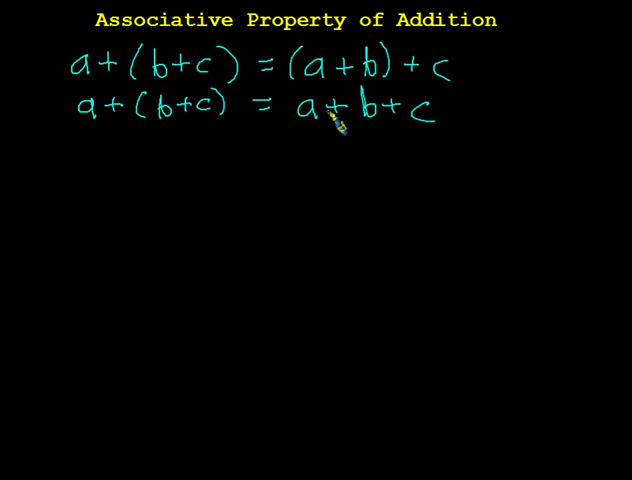 Associative Property of Addition
a + (b+c) = (a + b) + c
a + (b+c) = a + b + c